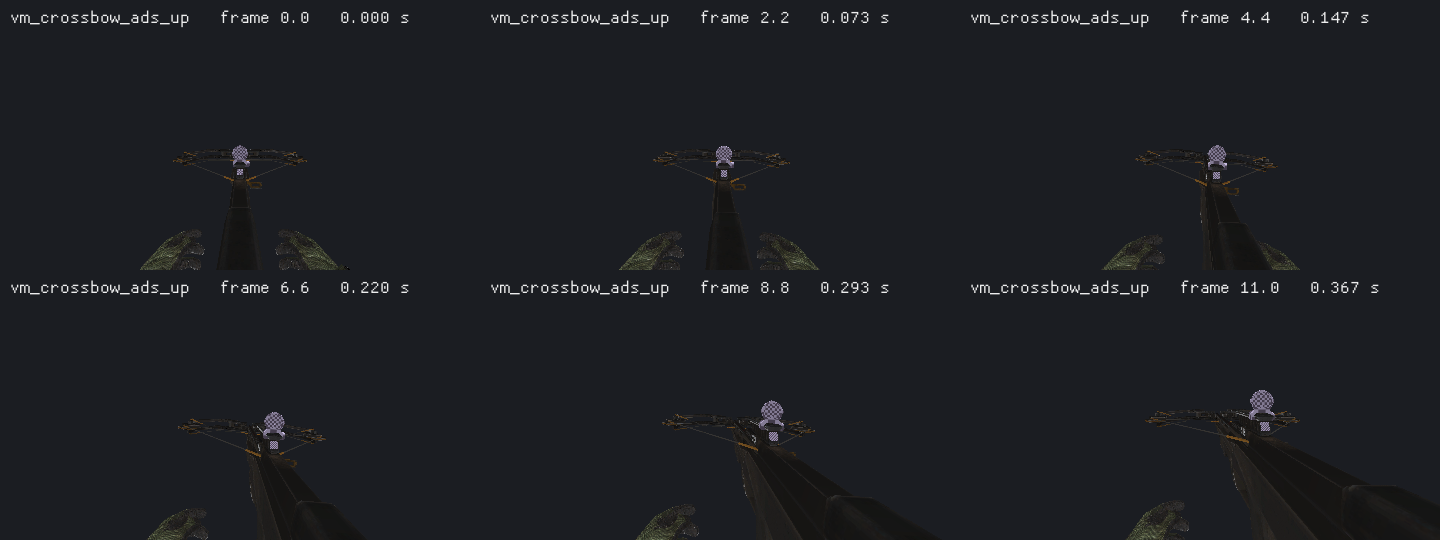 vm_crossbow_ads_up   frame 0.0   0.000 s
vm_crossbow_ads_up   frame 2.2   0.073 s
vm_crossbow_ads_up   frame 4.4   0.147 s
vm_crossbow_ads_up   frame 6.6   0.220 s
vm_crossbow_ads_up   frame 8.8   0.293 s
vm_crossbow_ads_up   frame 11.0   0.367 s